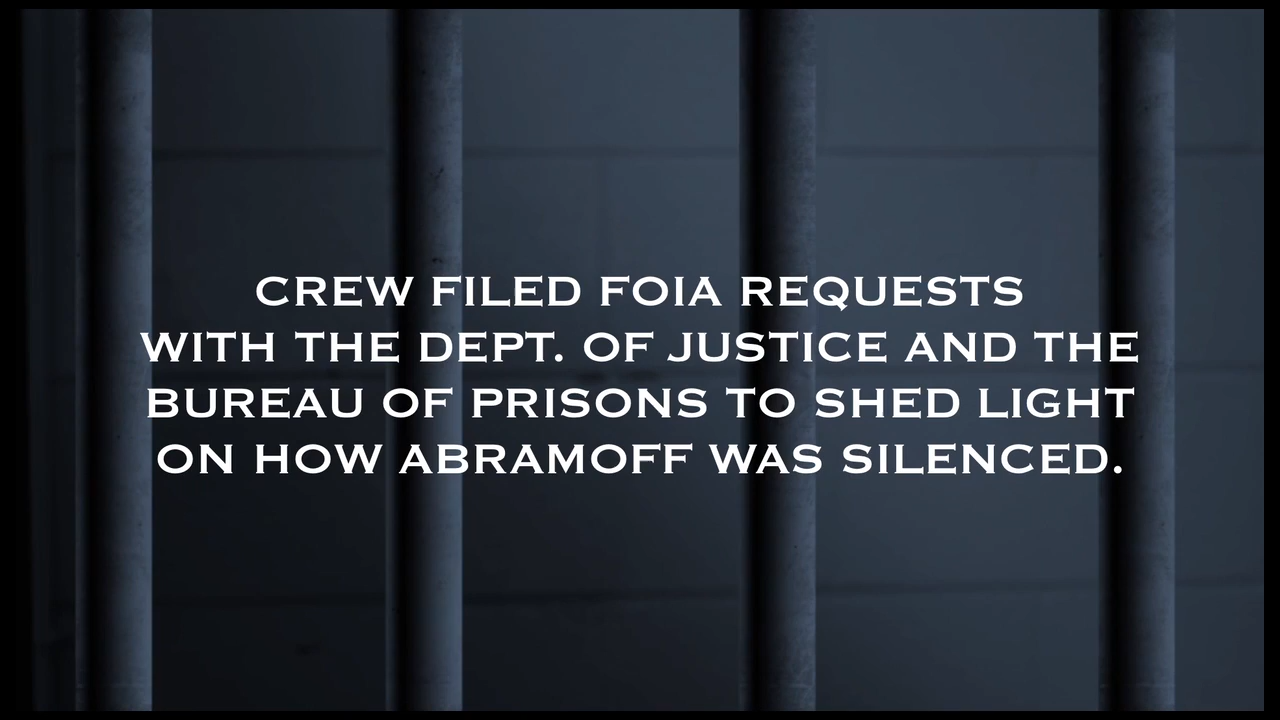 CREW FILED FOIA REQUESTS
WITH THE DEPT. OF JUSTICE AND THE
BUREAU OF PRISONS TO SHED LIGHT
ON HOW ABRAMOFF WAS SILENCED.